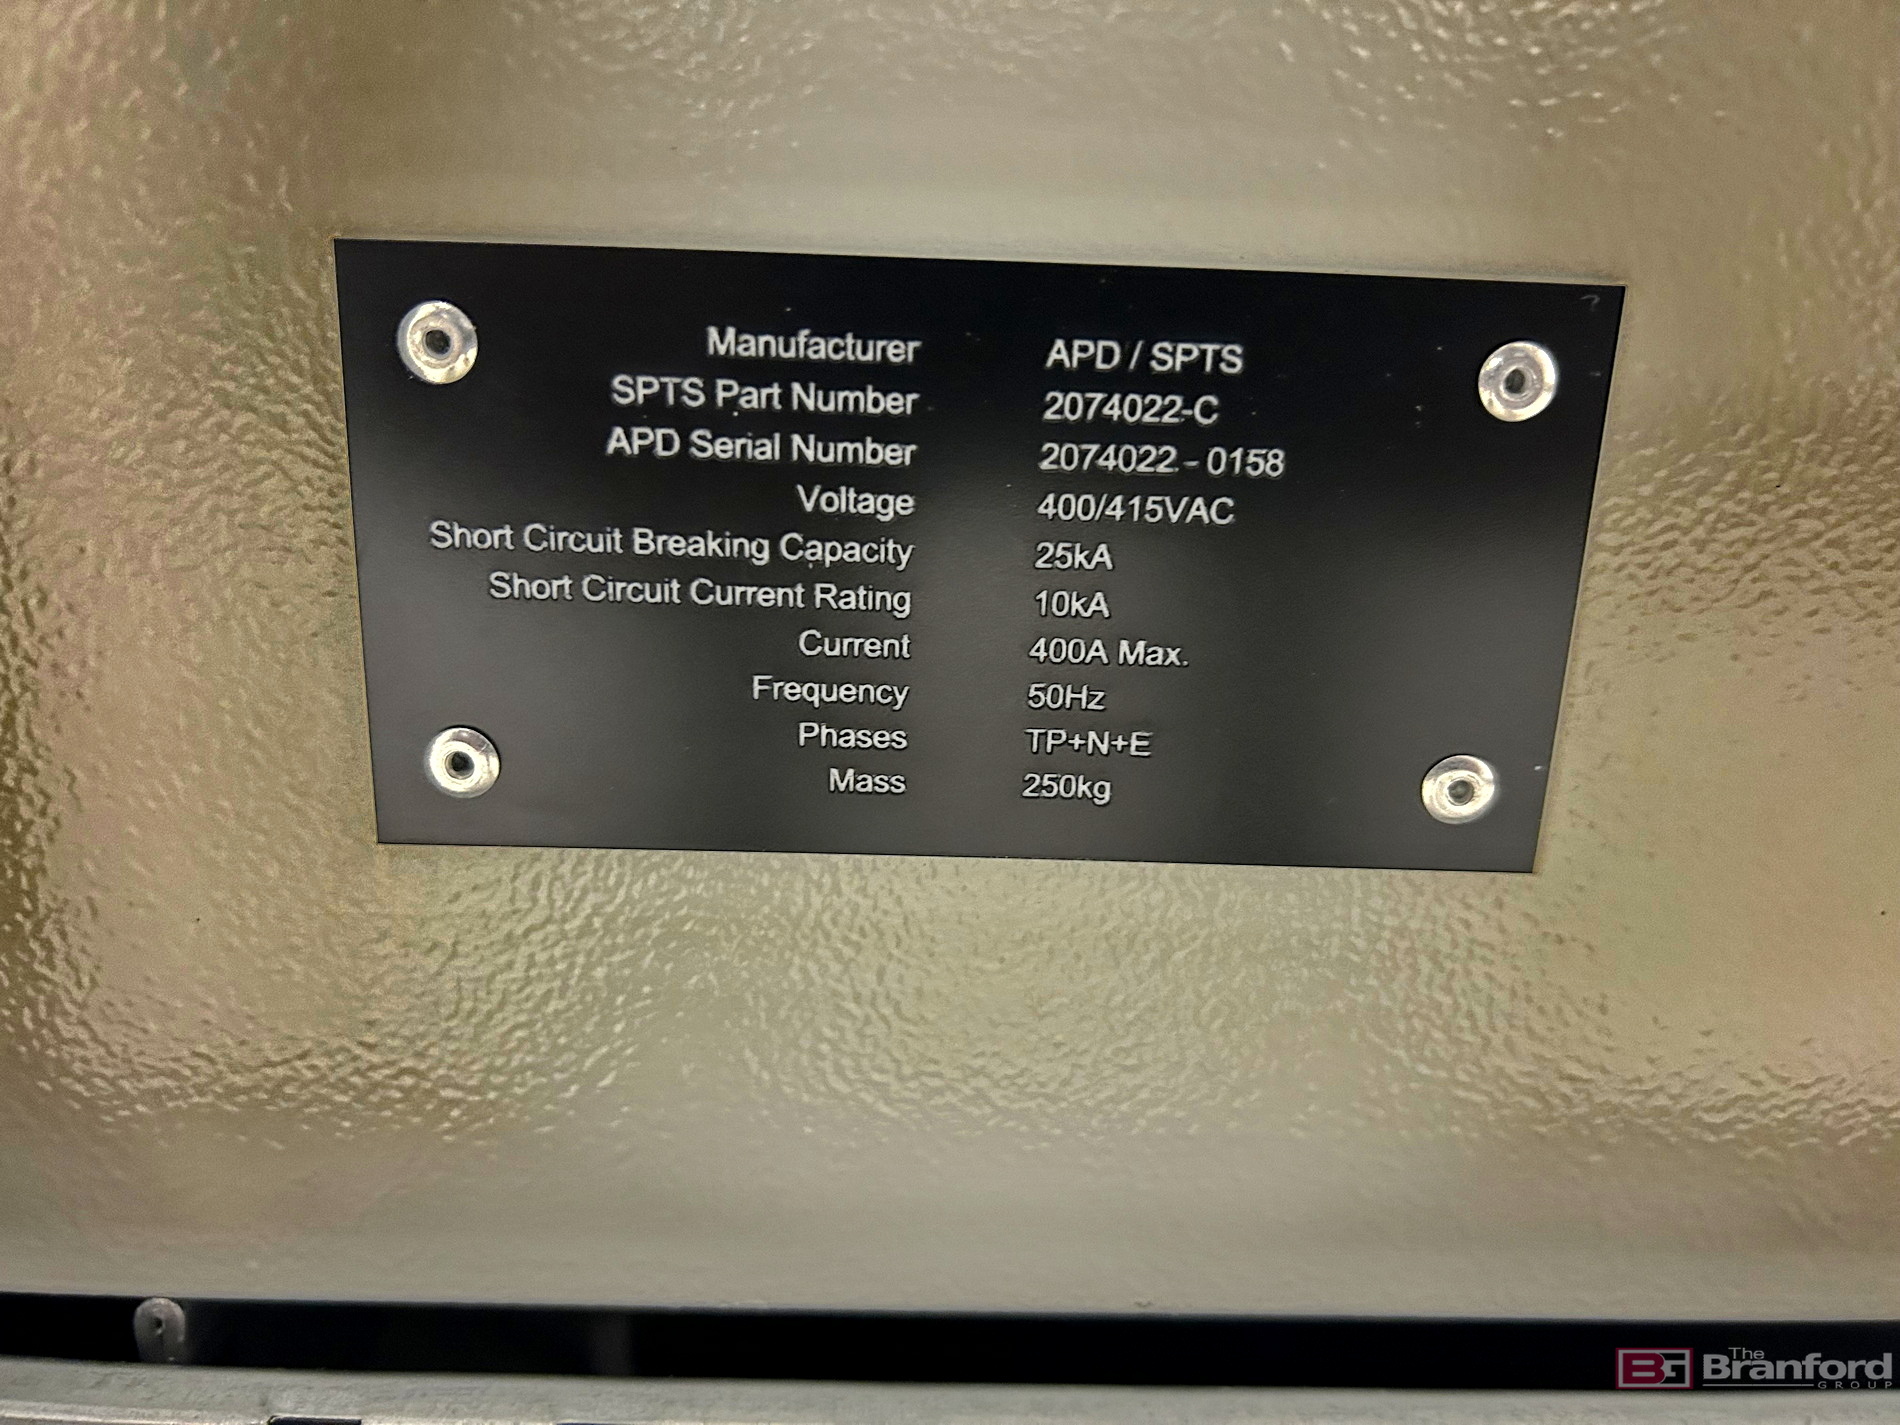 Manufacturer APD / SPTS
SPTS Part Number 2074022-C
APD Serial Number 2074022 - 0158
Voltage 400/415VAC
Short Circuit Breaking Capacity 25kA
Short Circuit Current Rating 10kA
Current 400A Max.
Frequency 50Hz
Phases TP+N+E
Mass 250kg
BG The Branford GROUP